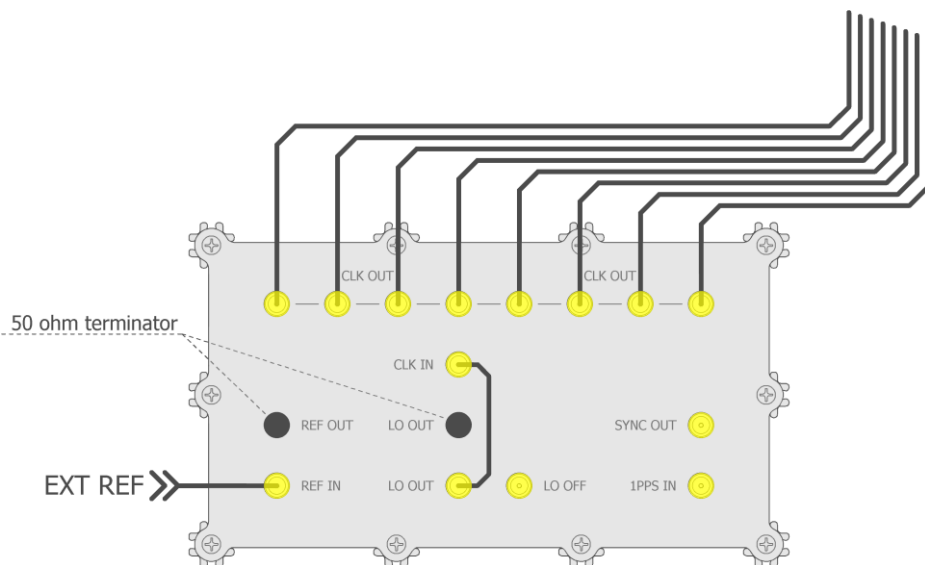 CLK OUT
CLK OUT
50 ohm terminator
CLK IN
REF OUT
LO OUT
SYNC OUT
EXT REF
REF IN
LO OUT
LO OFF
1PPS IN